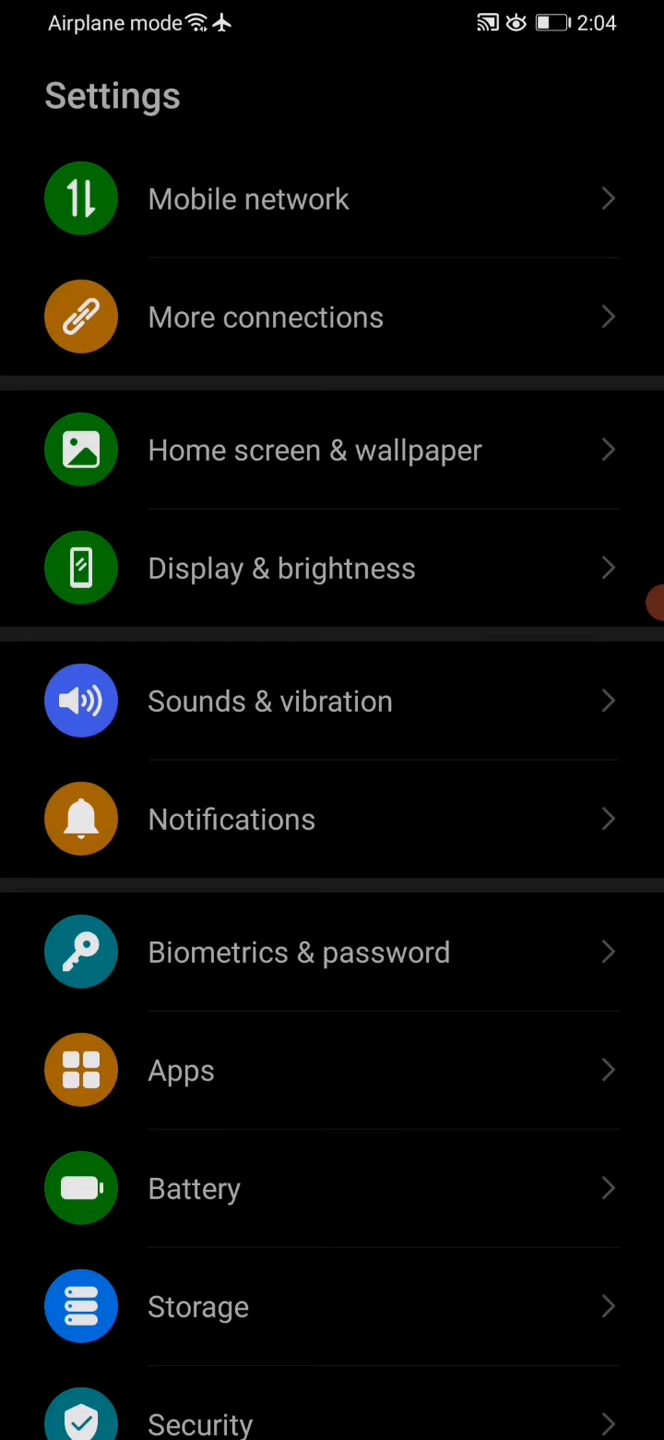 Airplane mode 2:04
Settings
Mobile network
More connections
Home screen & wallpaper
Display & brightness
Sounds & vibration
Notifications
Biometrics & password
Apps
Battery
Storage
Security